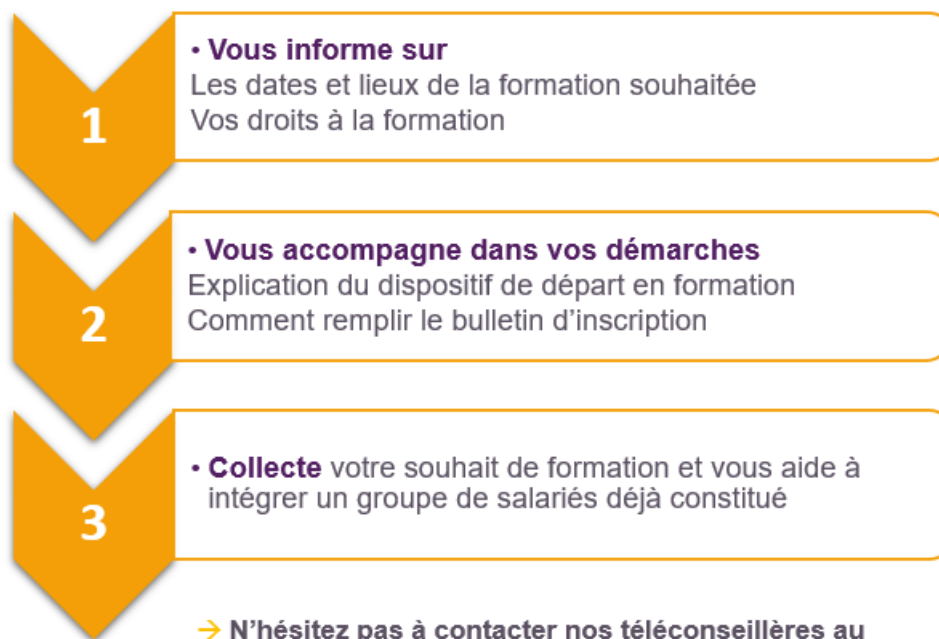 1
• Vous informe sur
Les dates et lieux de la formation souhaitée
Vos droits à la formation
2
• Vous accompagne dans vos démarches
Explication du dispositif de départ en formation
Comment remplir le bulletin d’inscription
3
• Collecte votre souhait de formation et vous aide à
intégrer un groupe de salariés déjà constitué
→ N’hésitez pas à contacter nos téléconseillères au